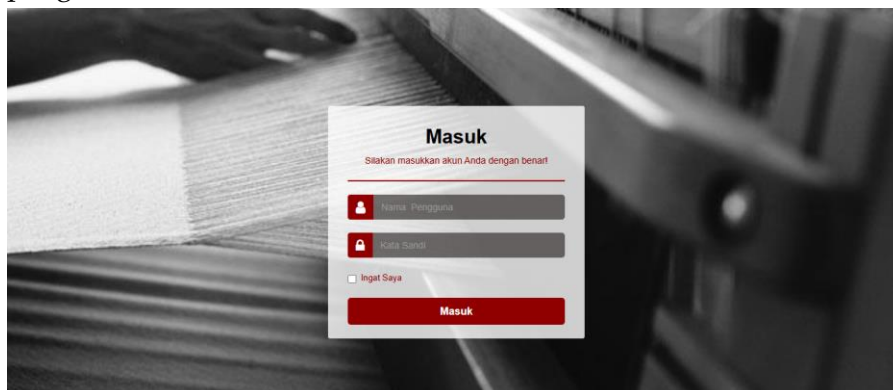 Masuk
Silakan masukkan akun Anda dengan benar!
Nama Pengguna
Kata Sandi
Ingat Saya
Masuk